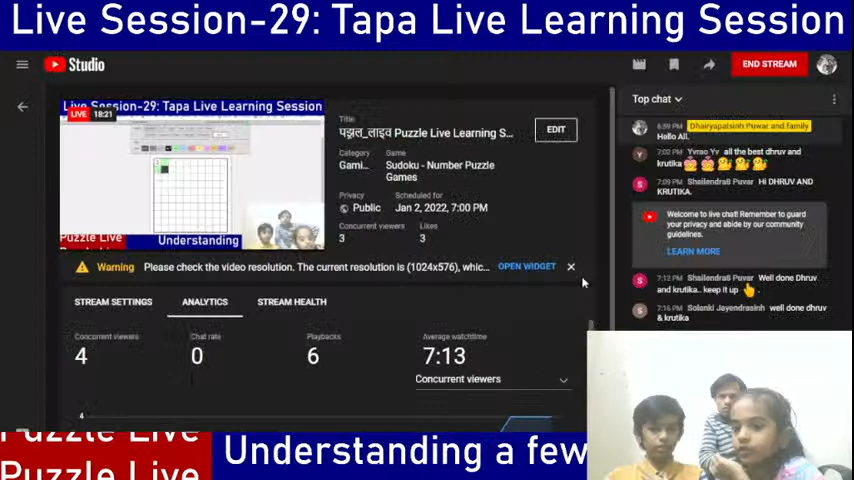 Live Session-29: Tapa Live Learning Session
Studio
END STREAM
Live Session-29: Tapa Live Learning Session
LIVE 18:21
Puzzle Live
Understanding
Title
पझल_लाइव Puzzle Live Learning S...
EDIT
Category
Gami...
Game
Sudoku - Number Puzzle
Games
Privacy
Public
Scheduled for
Jan 2, 2022, 7:00 PM
Concurrent viewers
3
Likes
3
Warning Please check the video resolution. The current resolution is (1024x576), whic... OPEN WIDGET
STREAM SETTINGS
ANALYTICS
STREAM HEALTH
Concurrent viewers
4
Chat rate
0
Playbacks
6
Average watchtime
7:13
Concurrent viewers
4
Top chat
6:59 PM Dhairyapalsinh Puwar and family
Hello All.
7:02 PM Yvrao Yv all the best dhruv and
krutika
7:09 PM ShailendraS Puvar Hi DHRUV AND
KRUTIKA.
Welcome to live chat! Remember to guard
your privacy and abide by our community
guidelines.
LEARN MORE
7:12 PM ShailendraS Puvar Well done Dhruv
and krutika.. keep it up .
7:16 PM Solanki Jayendrasinh well done dhruv
& krutika
Puzzle Live
Puzzle Live
Understanding a few